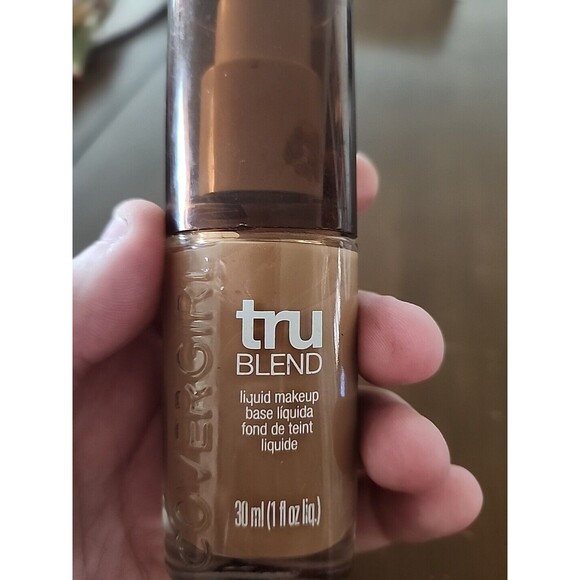 COVERGIRL
tru
BLEND
liquid makeup
base líquida
fond de teint
liquide
30 ml (1 fl oz liq.)